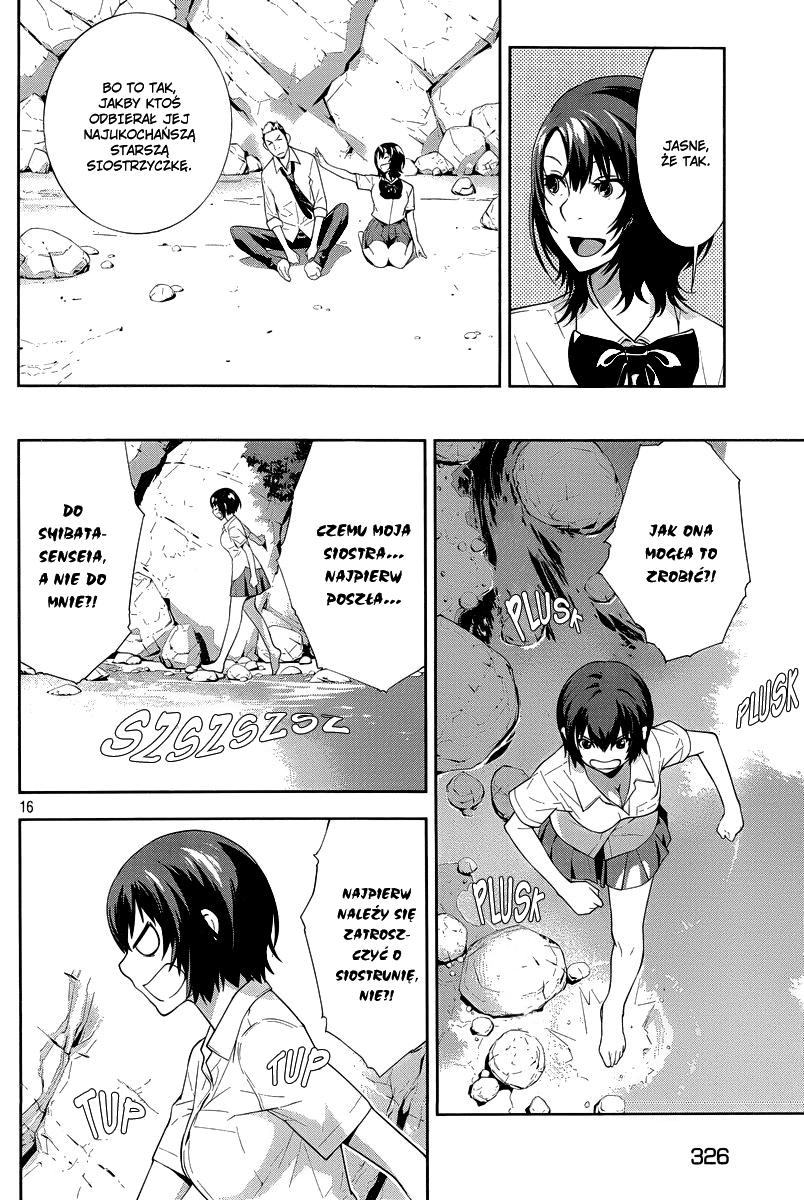 JASNE,
ŻE TAK.
BO TO TAK,
JAKBY KTOŚ
ODBIERAŁ JEJ
NAJUKOCHAŃSZĄ
STARSZĄ
SIOSTRZYCZKĘ.
JAK ONA
MOGŁA TO
ZROBIĆ?!
PLUSK
PLUSK
PLUSK
CZEMU MOJA
SIOSTRA...
NAJPIERW
POSZŁA...
DO
SHIBATA-
SENSEIA,
A NIE DO
MNIE?!
SZSZSZSZ
16
NAJPIERW
NALEŻY SIĘ
ZATROSZ-
CZYĆ O
SIOSTRUNIĘ,
NIE?!
TUP
TUP
326